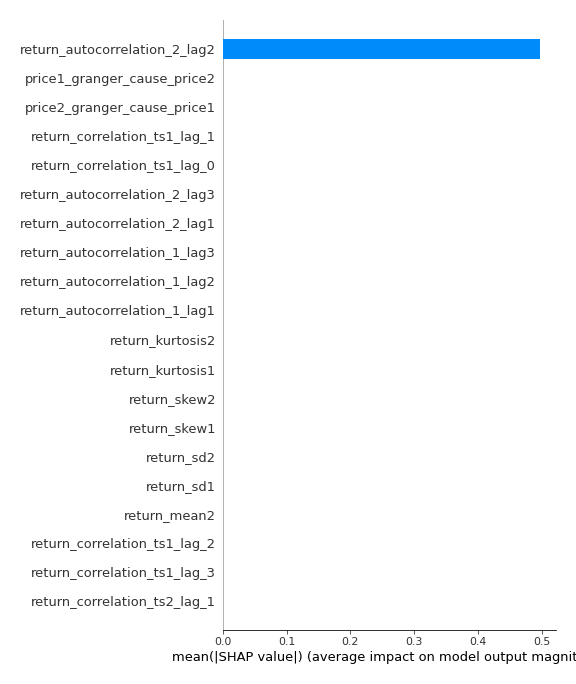 return_autocorrelation_2_lag2
price1_granger_cause_price2
price2_granger_cause_price1
return_correlation_ts1_lag_1
return_correlation_ts1_lag_0
return_autocorrelation_2_lag3
return_autocorrelation_2_lag1
return_autocorrelation_1_lag3
return_autocorrelation_1_lag2
return_autocorrelation_1_lag1
return_kurtosis2
return_kurtosis1
return_skew2
return_skew1
return_sd2
return_sd1
return_mean2
return_correlation_ts1_lag_2
return_correlation_ts1_lag_3
return_correlation_ts2_lag_1
0.0 0.1 0.2 0.3 0.4 0.5
mean(|SHAP value|) (average impact on model output magnit